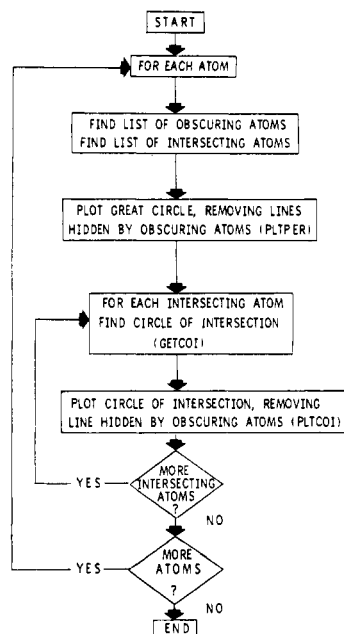 START
FOR EACH ATOM
FIND LIST OF OBSCURING ATOMS
FIND LIST OF INTERSECTING ATOMS
PLOT GREAT CIRCLE, REMOVING LINES
HIDDEN BY OBSCURING ATOMS (PLTPER)
FOR EACH INTERSECTING ATOM
FIND CIRCLE OF INTERSECTION
(GETCOI)
PLOT CIRCLE OF INTERSECTION, REMOVING
LINE HIDDEN BY OBSCURING ATOMS (PLTCOI)
YES
MORE
INTERSECTING
ATOMS
?
NO
YES
MORE
ATOMS
?
NO
END